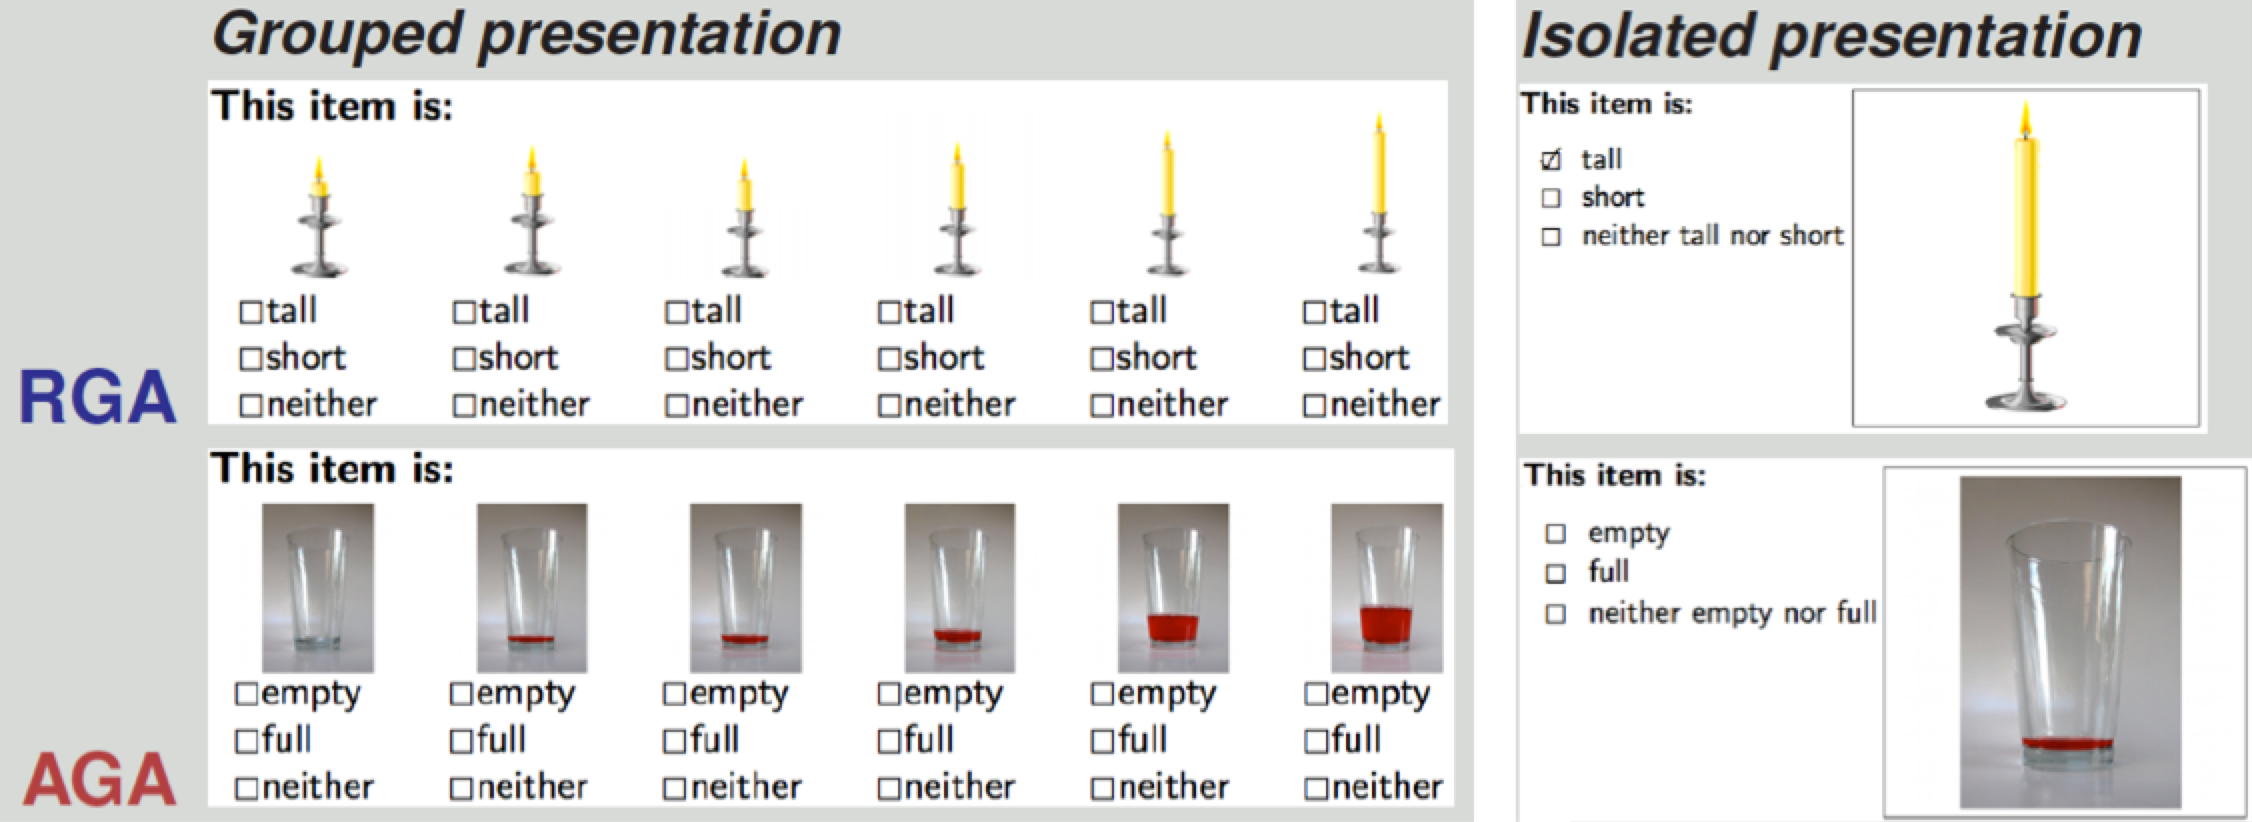 Grouped presentation
This item is:
☐tall ☐tall ☐tall ☐tall ☐tall ☐tall
☐short ☐short ☐short ☐short ☐short ☐short
☐neither ☐neither ☐neither ☐neither ☐neither ☐neither
RGA
This item is:
☐empty ☐empty ☐empty ☐empty ☐empty ☐empty
☐full ☐full ☐full ☐full ☐full ☐full
☐neither ☐neither ☐neither ☐neither ☐neither ☐neither
AGA
Isolated presentation
This item is:
☑ tall
☐ short
☐ neither tall nor short
This item is:
☐ empty
☐ full
☐ neither empty nor full